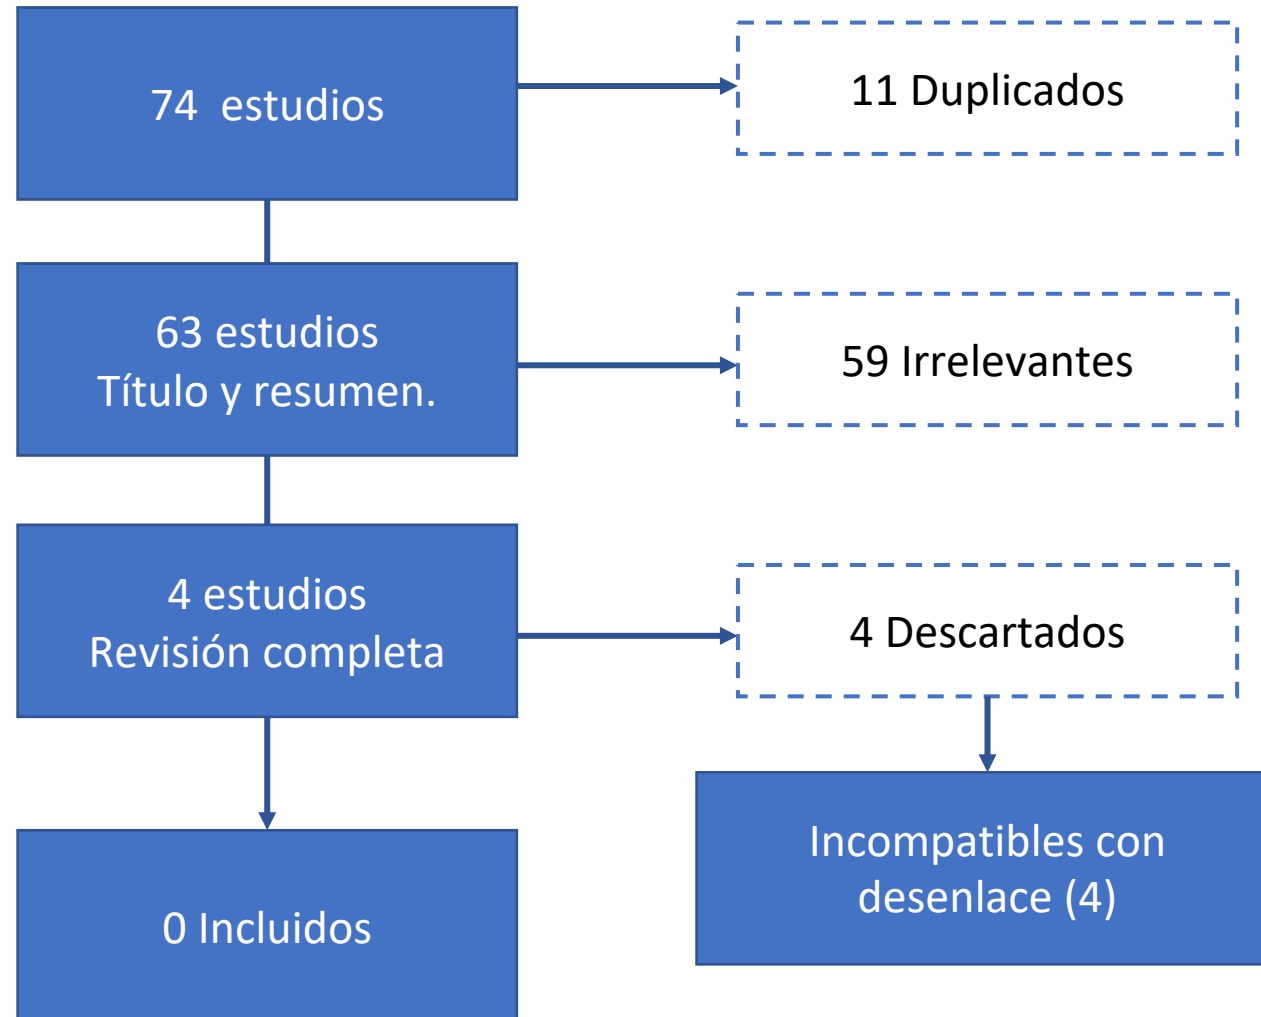 74  estudios
11 Duplicados
63 estudios
Título y resumen.
59 Irrelevantes
4 estudios
Revisión completa
4 Descartados
Incompatibles con
desenlace (4)
0 Incluidos